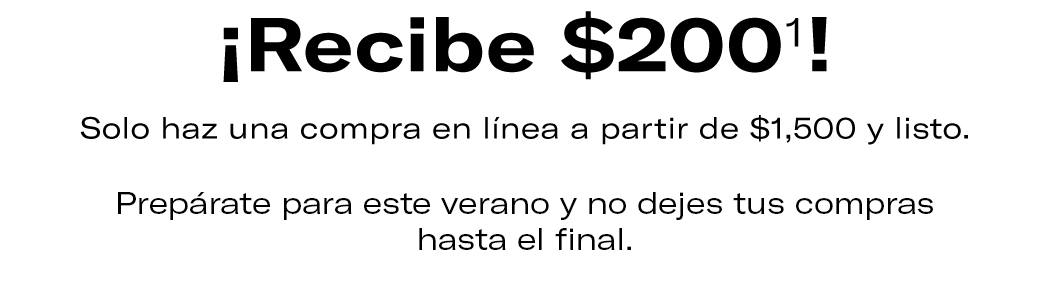 ¡Recibe $200¹!
Solo haz una compra en línea a partir de $1,500 y listo.
Prepárate para este verano y no dejes tus compras
hasta el final.